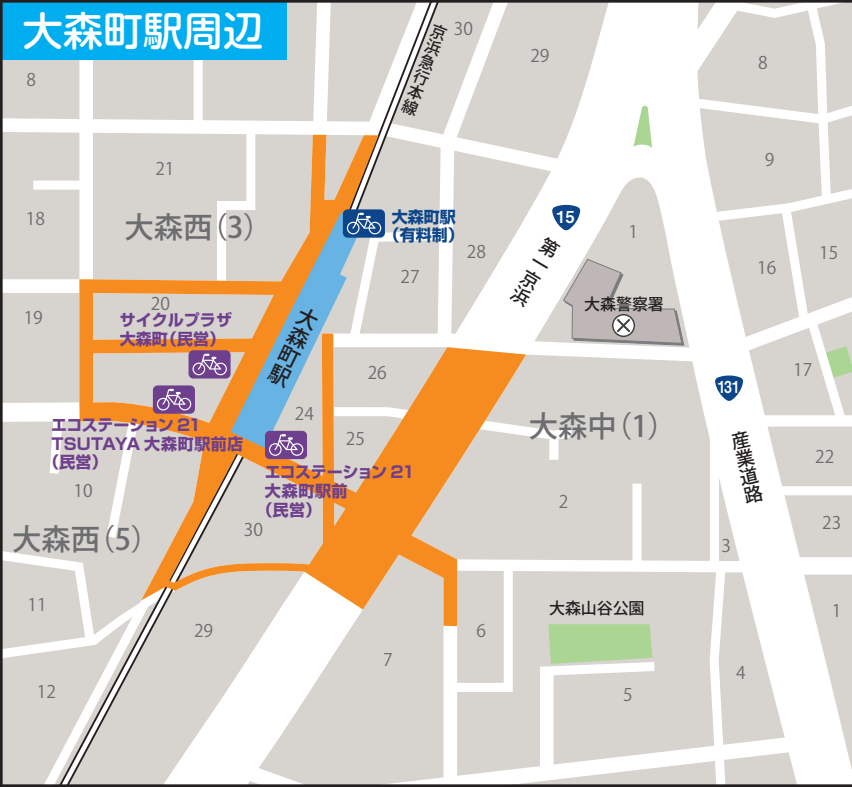 大森町駅周辺
京浜急行本線
30
29
8
8
21
9
18
大森西(3)
大森町駅
(有料制)
15
第一京浜
1
28
27
16
15
19
20
サイクルプラザ
大森町(民営)
大森町駅
大森警察署
26
17
131
エコステーション21
TSUTAYA 大森町駅前店
(民営)
24
25
大森中(1)
産業道路
22
エコステーション21
大森町駅前
(民営)
10
2
23
大森西(5)
30
3
11
29
大森山谷公園
1
6
7
12
5
4